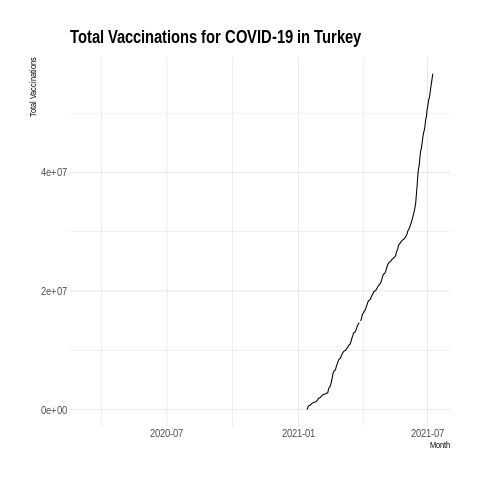 Total Vaccinations for COVID-19 in Turkey
Total Vaccinations
4e+07
2e+07
0e+00
2020-07
2021-01
2021-07
Month